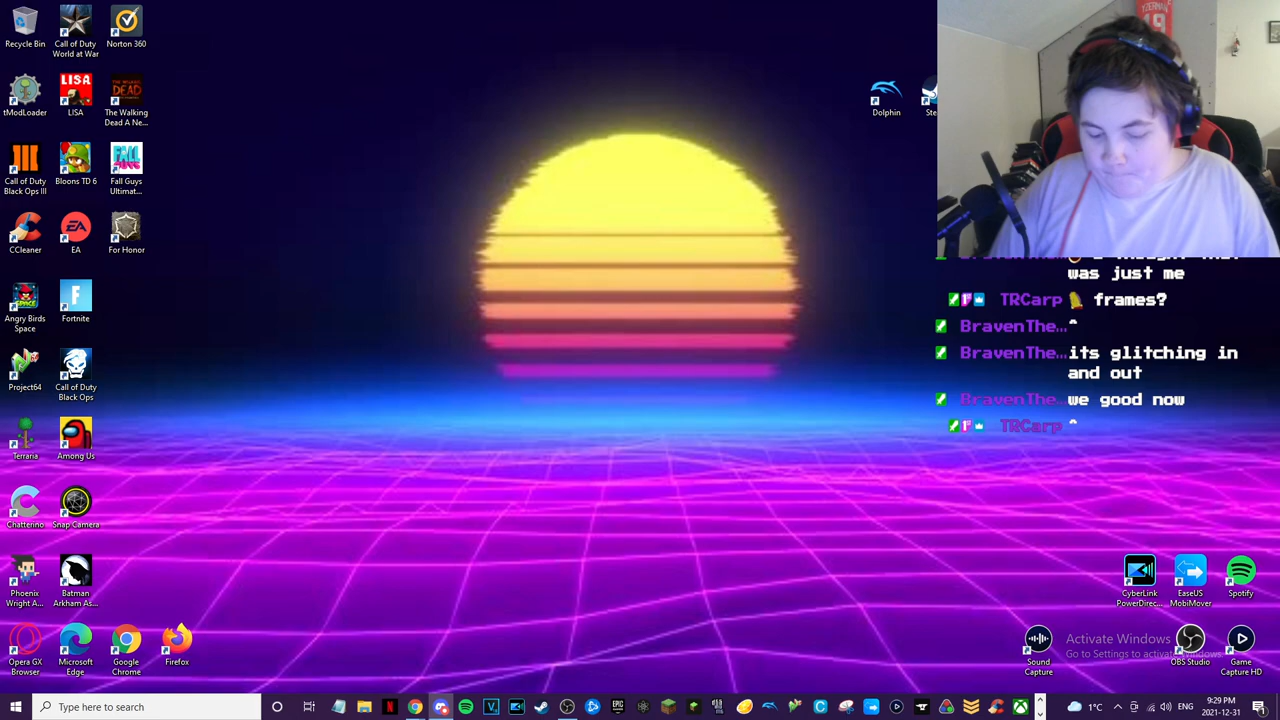 Recycle Bin
Call of Duty
World at War
Norton 360
tModLoader
LISA
The Walking
Dead A Ne...
Call of Duty
Black Ops III
Bloons TD 6
Fall Guys
Ultimat...
CCleaner
EA
For Honor
Angry Birds
Space
Fortnite
Project64
Call of Duty
Black Ops
Terraria
Among Us
Chatterino
Snap Camera
Phoenix
Wright A...
Batman
Arkham As...
Opera GX
Browser
Microsoft
Edge
Google
Chrome
Firefox
Dolphin
Ste
YZERMAN
19
was just me
TRCarp frames?
BravenThe...
BravenThe... its glitching in
and out
BravenThe... we good now
TRCarp
CyberLink
PowerDirec...
EaseUS
MobiMover
Spotify
Sound
Capture
Activate Windows
Go to Settings to activate Windows.
OBS Studio
Game
Capture HD
Type here to search
1°C
ENG
9:29 PM
2021-12-31